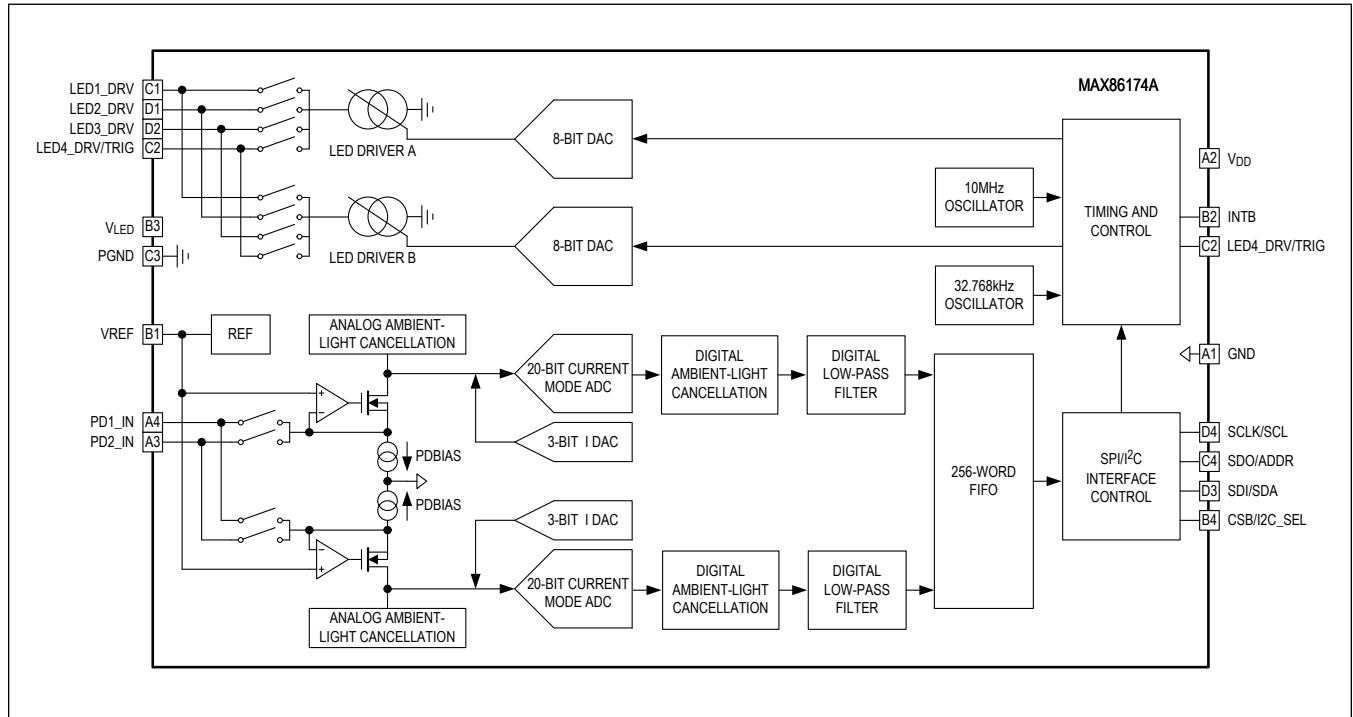 MAX86174A
LED1_DRV C1
LED2_DRV D1
LED3_DRV D2
LED4_DRV/TRIG C2
LED DRIVER A
8-BIT DAC
VLED B3
PGND C3
LED DRIVER B
8-BIT DAC
10MHz
OSCILLATOR
32.768kHz
OSCILLATOR
TIMING AND
CONTROL
A2 VDD
B2 INTB
C2 LED4_DRV/TRIG
A1 GND
VREF B1
REF
ANALOG AMBIENT-
LIGHT CANCELLATION
+
−
PD1_IN A4
PD2_IN A3
PDBIAS
PDBIAS
−
+
ANALOG AMBIENT-
LIGHT CANCELLATION
20-BIT CURRENT
MODE ADC
3-BIT I DAC
3-BIT I DAC
20-BIT CURRENT
MODE ADC
DIGITAL
AMBIENT-LIGHT
CANCELLATION
DIGITAL
LOW-PASS
FILTER
DIGITAL
AMBIENT-LIGHT
CANCELLATION
DIGITAL
LOW-PASS
FILTER
256-WORD
FIFO
SPI/I²C
INTERFACE
CONTROL
D4 SCLK/SCL
C4 SDO/ADDR
D3 SDI/SDA
B4 CSB/I2C_SEL